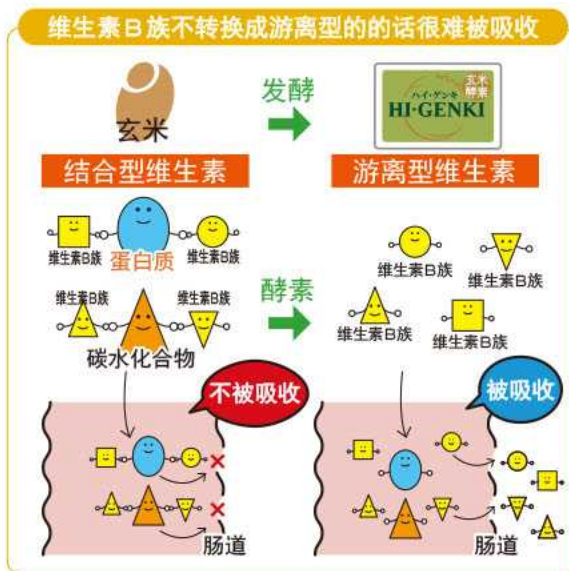 维生素B族不转换成游离型的的话很难被吸收
玄米
发酵
玄米
酵素
ハイ・ゲンキ
HI・GENKI
结合型维生素
游离型维生素
维生素B族
蛋白质
维生素B族
维生素B族
维生素B族
维生素B族
维生素B族
碳水化合物
酵素
维生素B族
维生素B族
不被吸收
被吸收
肠道
肠道